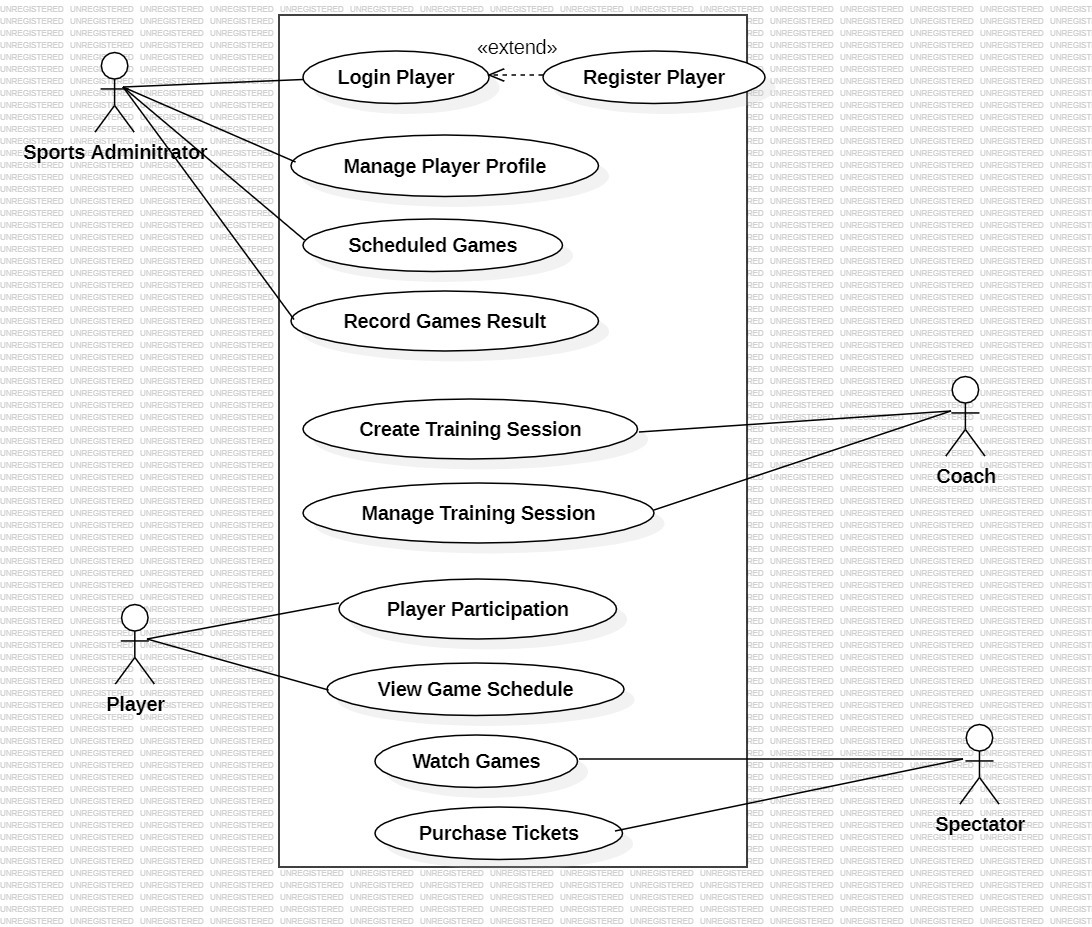 «extend»
Login Player
Register Player
Sports Adminitrator
Manage Player Profile
Scheduled Games
Record Games Result
Create Training Session
Coach
Manage Training Session
Player Participation
Player
View Game Schedule
Watch Games
Spectator
Purchase Tickets
UNREGISTERED